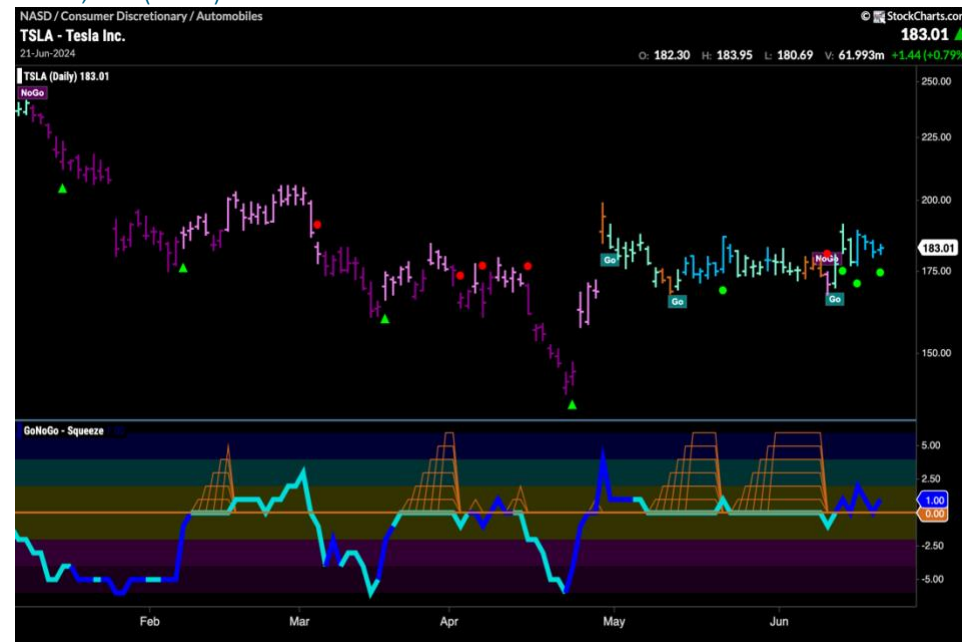 NASD / Consumer Discretionary / Automobiles
© StockCharts.com
TSLA - Tesla Inc.
183.01
21-Jun-2024
O: 182.30 H: 183.95 L: 180.69 V: 61.993m +1.44 (+0.79%
TSLA (Daily) 183.01
NoGo
250.00
225.00
200.00
183.01
NoGo
Go
175.00
Go
Go
150.00
GoNoGo - Squeeze
5.00
2.50
1.00
0.00
-2.50
-5.00
Feb Mar Apr May Jun